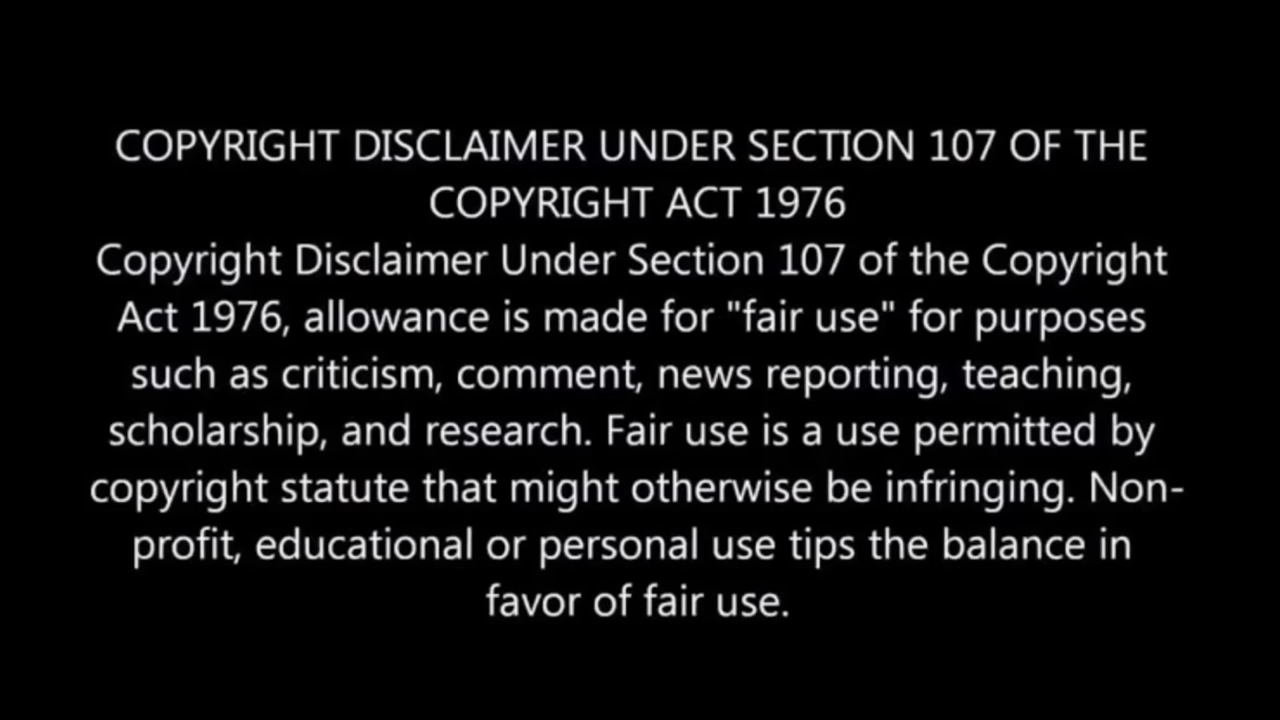 COPYRIGHT DISCLAIMER UNDER SECTION 107 OF THE
COPYRIGHT ACT 1976
Copyright Disclaimer Under Section 107 of the Copyright
Act 1976, allowance is made for "fair use" for purposes
such as criticism, comment, news reporting, teaching,
scholarship, and research. Fair use is a use permitted by
copyright statute that might otherwise be infringing. Non-
profit, educational or personal use tips the balance in
favor of fair use.